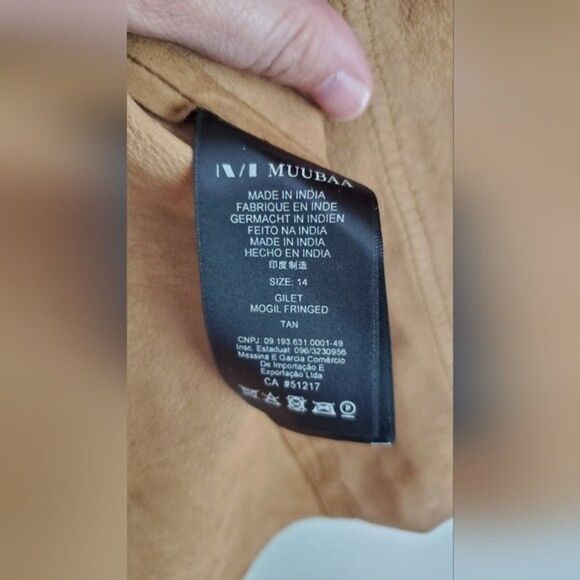 MUUBAA
MADE IN INDIA
FABRIQUE EN INDE
GERMACHT IN INDIEN
FEITO NA INDIA
MADE IN INDIA
HECHO EN INDIA
印度制造
SIZE: 14
GILET
MOGIL FRINGED
TAN
CNPJ: 09.193.631.0001-49
Insc. Estadual: 096/3230956
Messina E Garcia Comércio
De Importação E
Exportação Ltda
CA #51217